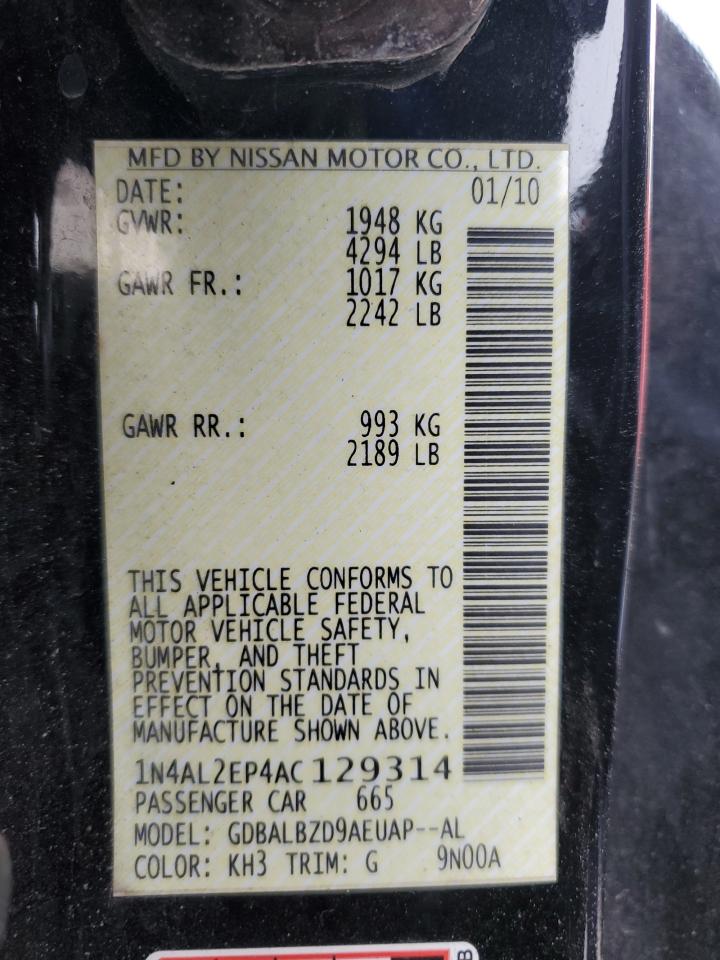 MFD BY NISSAN MOTOR CO., LTD.
DATE: 01/10
GVWR: 1948 KG
4294 LB
GAWR FR.: 1017 KG
2242 LB
GAWR RR.: 993 KG
2189 LB
THIS VEHICLE CONFORMS TO
ALL APPLICABLE FEDERAL
MOTOR VEHICLE SAFETY,
BUMPER, AND THEFT
PREVENTION STANDARDS IN
EFFECT ON THE DATE OF
MANUFACTURE SHOWN ABOVE.
1N4AL2EP4AC129314
PASSENGER CAR 665
MODEL: GDBALBZD9AEUAP--AL
COLOR: KH3 TRIM: G 9N00A
B